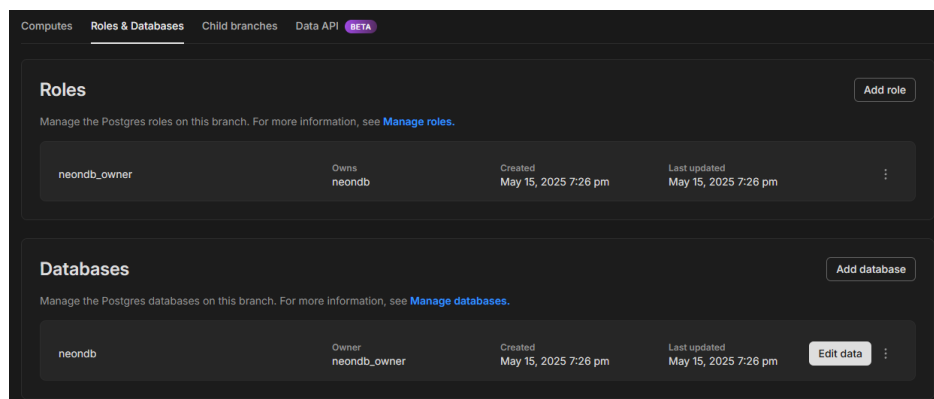 Computes Roles & Databases Child branches Data API BETA
Roles
Add role
Manage the Postgres roles on this branch. For more information, see Manage roles.
neondb_owner
Owns
neondb
Created
May 15, 2025 7:26 pm
Last updated
May 15, 2025 7:26 pm
Databases
Add database
Manage the Postgres databases on this branch. For more information, see Manage databases.
neondb
Owner
neondb_owner
Created
May 15, 2025 7:26 pm
Last updated
May 15, 2025 7:26 pm
Edit data